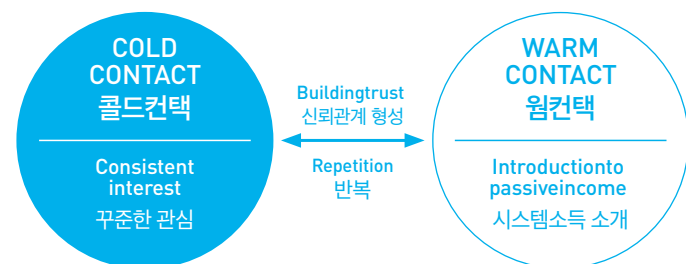 COLD
CONTACT
콜드컨택
Consistent
interest
꾸준한 관심
Buildingtrust
신뢰관계 형성
Repetition
반복
WARM
CONTACT
웜컨택
Introductionto
passiveincome
시스템소득 소개